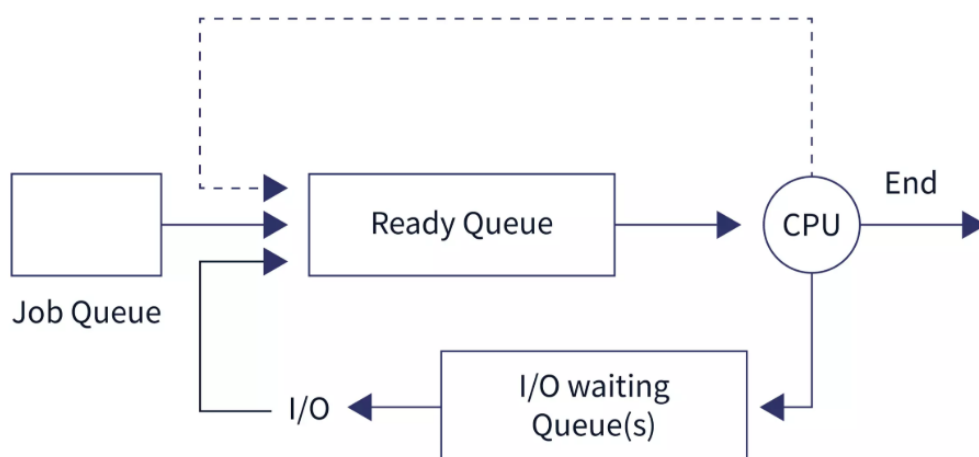 End
Ready Queue
CPU
Job Queue
I/O waiting
Queue(s)
I/O